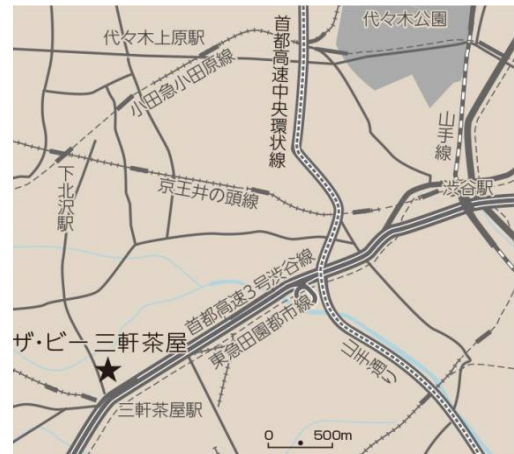 代々木公園
代々木上原駅
小田急小田原線
首都高速中央環状線
山手線
渋谷駅
下北沢駅
京王井の頭線
首都高速3号渋谷線
東急田園都市線
山手通り
ザ・ビー 三軒茶屋
三軒茶屋駅
0 500m